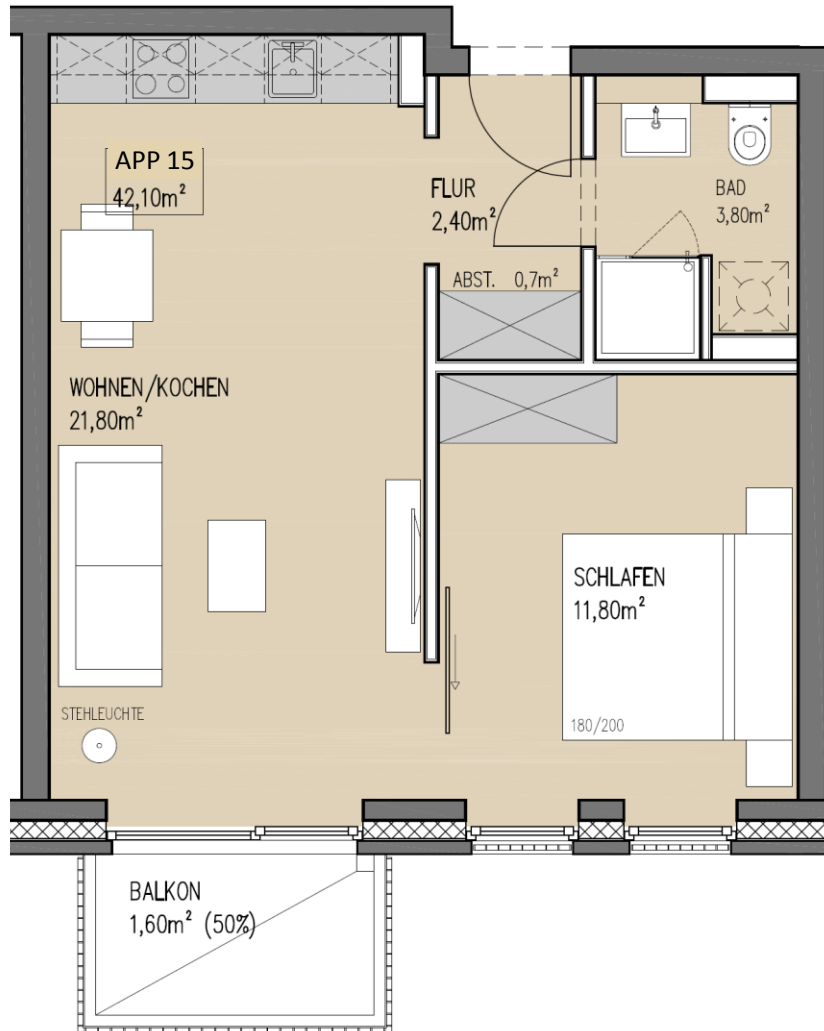 APP 15
42,10m²
FLUR
2,40m²
BAD
3,80m²
ABST. 0,7m²
WOHNEN/KOCHEN
21,80m²
SCHLAFEN
11,80m²
180/200
STEHLEUCHTE
BALKON
1,60m² (50%)